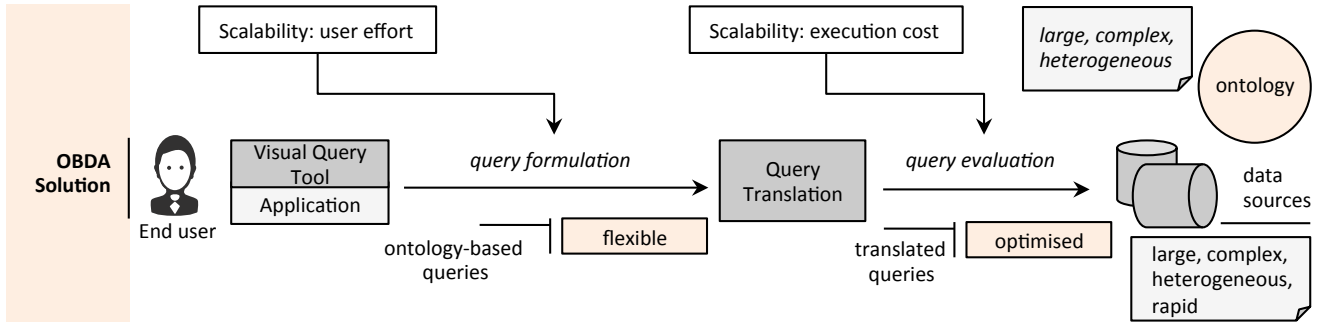 Scalability: user effort
Scalability: execution cost
large, complex,
heterogeneous
ontology
OBDA
Solution
End user
Visual Query
Tool
Application
query formulation
ontology-based
queries
flexible
Query
Translation
query evaluation
translated
queries
optimised
data
sources
large, complex,
heterogeneous,
rapid